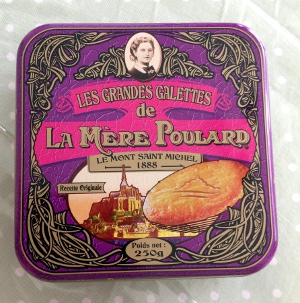 LES GRANDES GALETTES
de
LA MÈRE POULARD
LE MONT SAINT MICHEL
1888
Recette Originale
Poids net :
250g